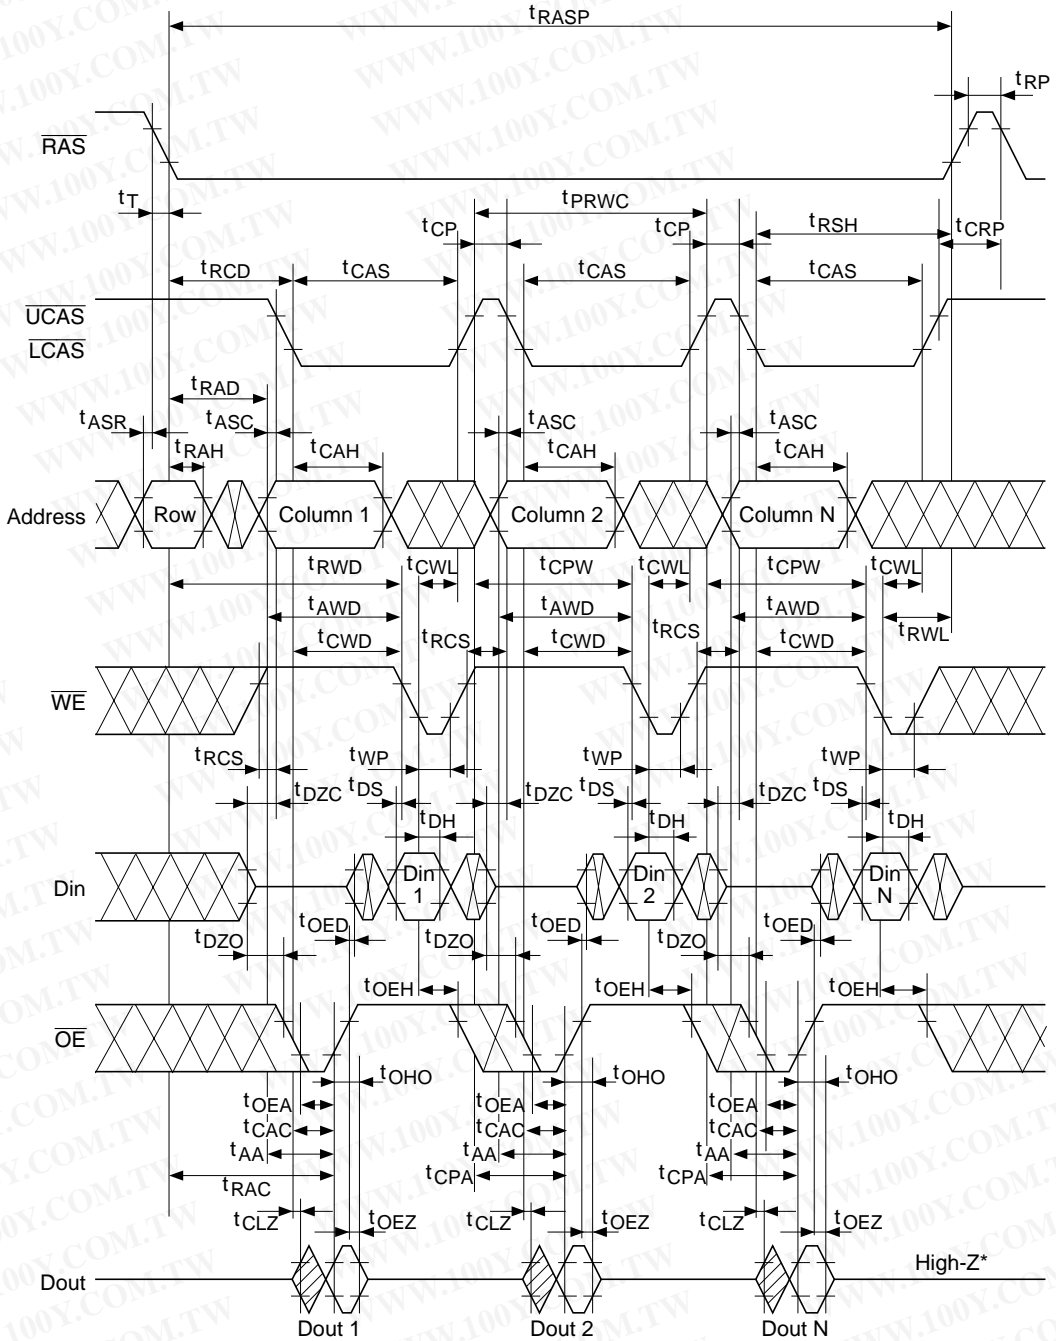 tRASP
tRP
RAS
tT
tPRWC
tCP
tCP
tRSH
tCRP
tRCD
tCAS
tCAS
tCAS
UCAS
LCAS
tRAD
tASR
tASC
tASC
tASC
tRAH
tCAH
tCAH
tCAH
Address
Row
Column 1
Column 2
Column N
tRWD
tCWL
tCPW
tCWL
tCPW
tCWL
tAWD
tAWD
tAWD
tCWD
tRCS
tCWD
tRCS
tCWD
tRWL
WE
tRCS
tWP
tWP
tWP
tDZC
tDS
tDZC
tDS
tDZC
tDS
tDH
tDH
tDH
Din
Din 1
Din 2
Din N
tDZO
tOED
tDZO
tOED
tDZO
tOED
tOEH
tOEH
tOEH
OE
tOHO
tOHO
tOHO
tOEA
tOEA
tOEA
tCAC
tCAC
tCAC
tAA
tAA
tAA
tRAC
tCPA
tCPA
tCLZ
tOEZ
tCLZ
tOEZ
tCLZ
tOEZ
Dout
High-Z*
Dout 1
Dout 2
Dout N
WWW.100Y.COM.TW